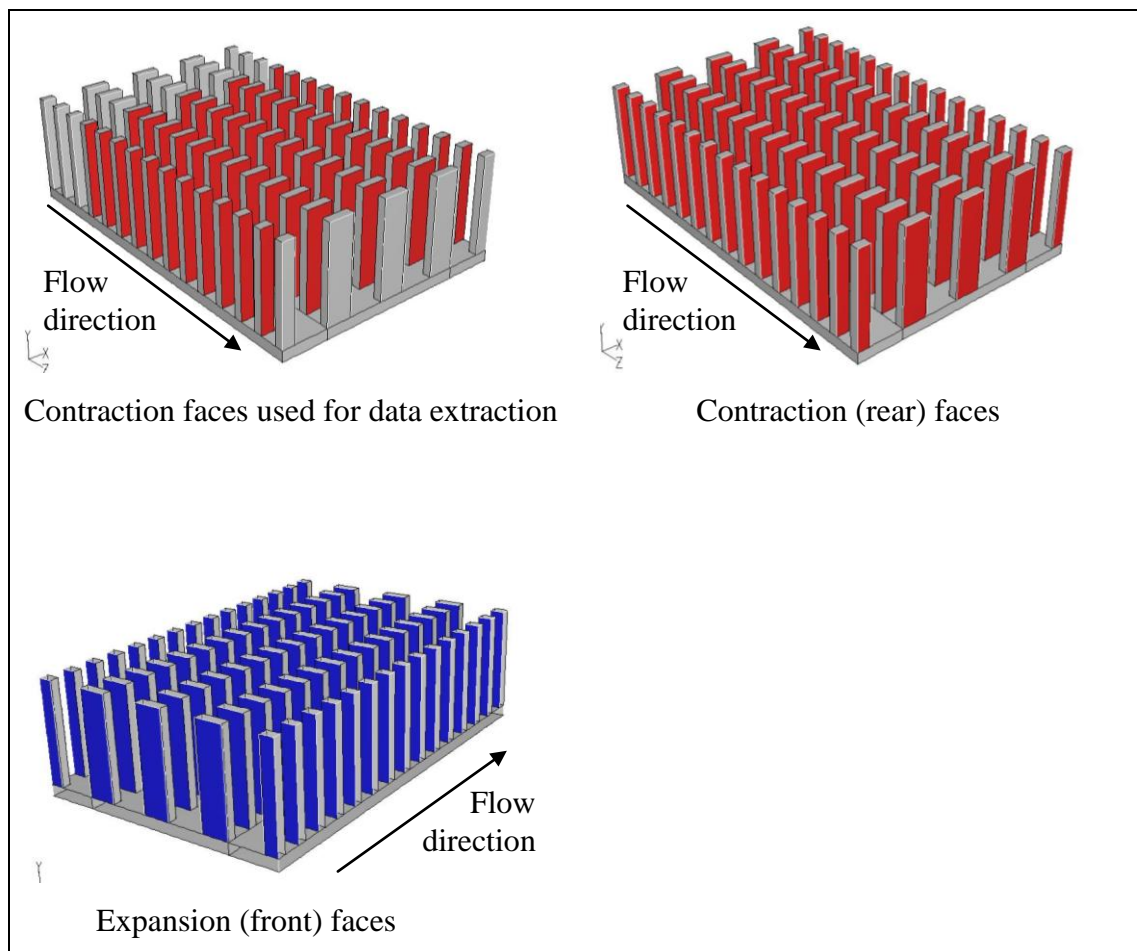 Flow
direction
Y
X
Z
Contraction faces used for data extraction
Flow
direction
Y
X
Z
Contraction (rear) faces
Flow
direction
Y
Expansion (front) faces